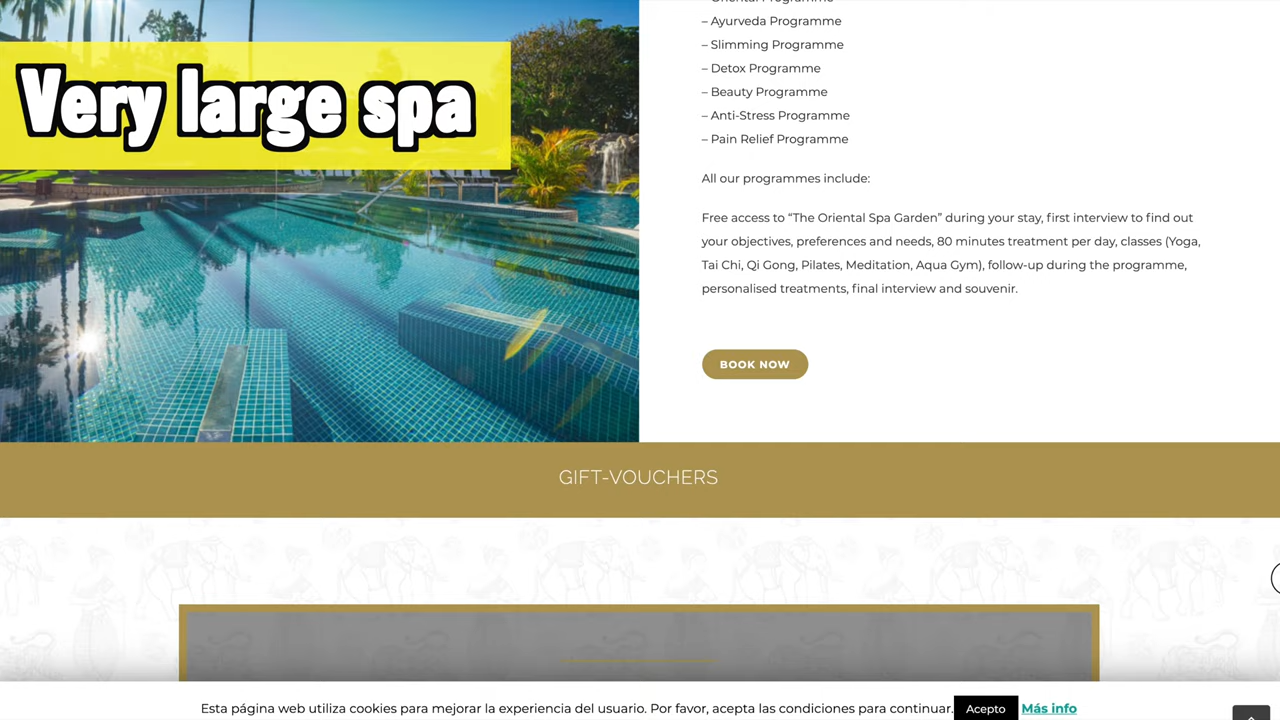 Very large spa
– Oriental Programme
– Ayurveda Programme
– Slimming Programme
– Detox Programme
– Beauty Programme
– Anti-Stress Programme
– Pain Relief Programme
All our programmes include:
Free access to “The Oriental Spa Garden” during your stay, first interview to find out
your objectives, preferences and needs, 80 minutes treatment per day, classes (Yoga,
Tai Chi, Qi Gong, Pilates, Meditation, Aqua Gym), follow-up during the programme,
personalised treatments, final interview and souvenir.
BOOK NOW
GIFT-VOUCHERS
Esta página web utiliza cookies para mejorar la experiencia del usuario. Por favor, acepta las condiciones para continuar.
Acepto
Más info